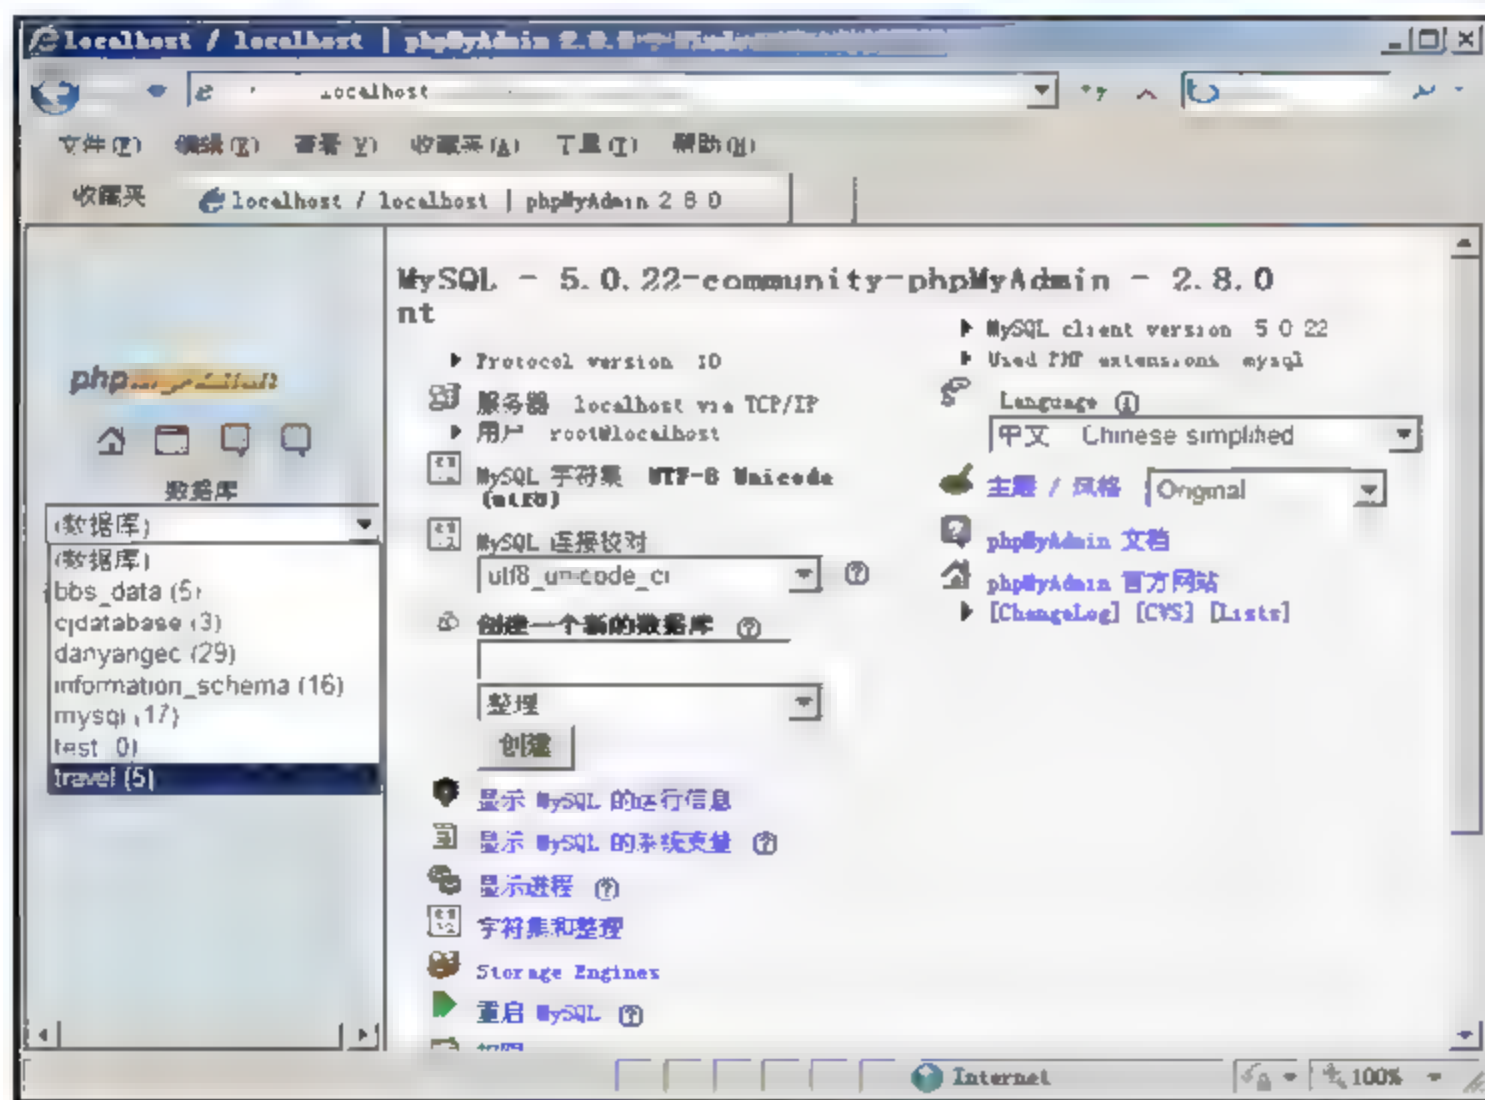 localhost / localhost | phpMyAdmin 2.8.0
localhost
文件(F) 编辑(E) 查看(V) 收藏夹(A) 工具(T) 帮助(H)
收藏夹 localhost / localhost | phpMyAdmin 2 8 0
php
数据库
(数据库)
(数据库)
bbs_data (5)
cjdatabase (3)
danyangec (29)
information_schema (16)
mysql (17)
test (0)
travel (5)
MySQL - 5.0.22-community-nt
Protocol version 10
服务器 localhost via TCP/IP
用户 root@localhost
MySQL 字符集 UTF-8 Unicode (utf8)
MySQL 连接校对
utf8_unicode_ci
创建一个新的数据库
整理
创建
显示 MySQL 的运行信息
显示 MySQL 的系统变量
显示进程
字符集和整理
Storage Engines
重启 MySQL
权限
phpMyAdmin - 2.8.0
MySQL client version 5 0 22
Used PHP extensions mysql
Language
中文 Chinese simplified
主题 / 风格 Original
phpMyAdmin 文档
phpMyAdmin 官方网站
[ChangeLog] [CVS] [Lists]
Internet 100%